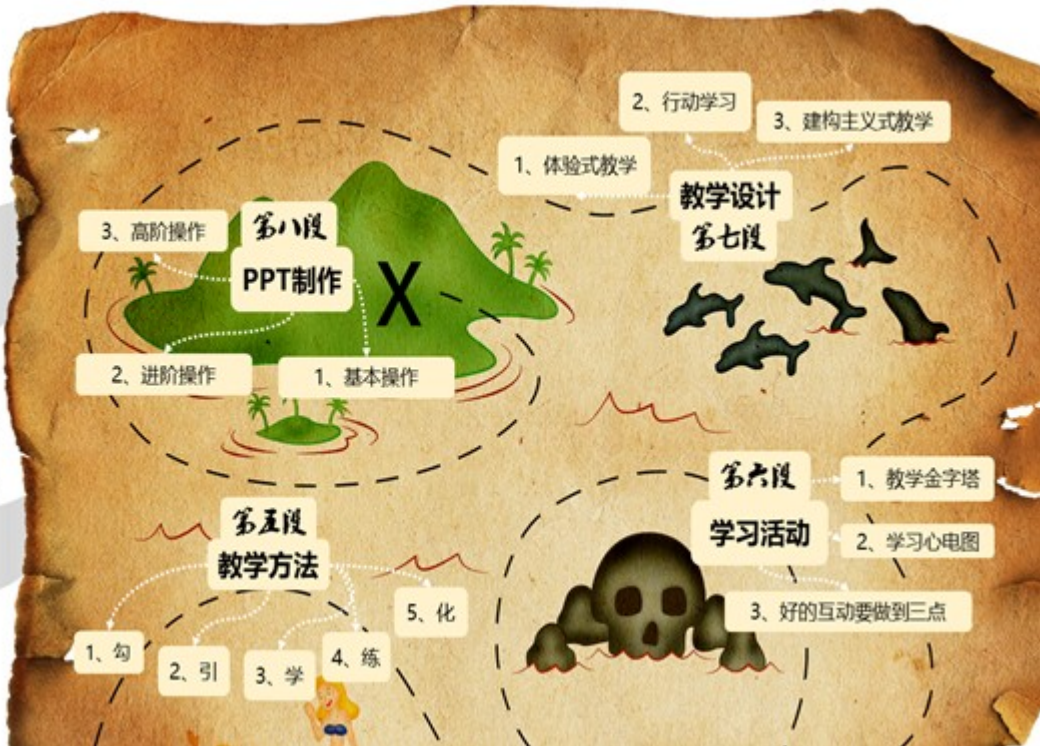 2、行动学习
3、建构主义式教学
1、体验式教学
教学设计
第七段
3、高阶操作
第八段
PPT制作
X
2、进阶操作
1、基本操作
第六段
学习活动
1、教学金字塔
2、学习心电图
3、好的互动要做到三点
第五段
教学方法
1、勾
2、引
3、学
4、练
5、化